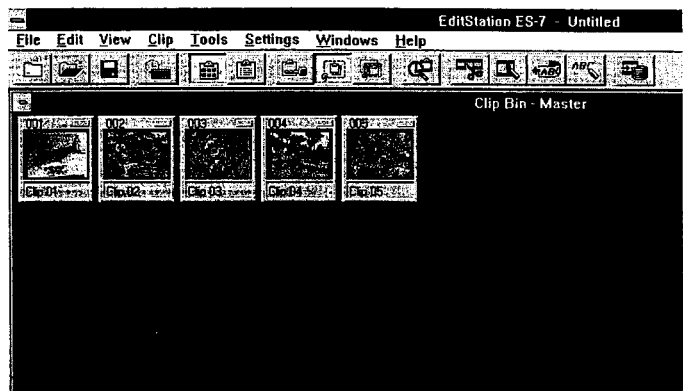 EditStation ES-7 - Untitled
File Edit View Clip Tools Settings Windows Help
Clip Bin - Master
001 002 003 004 005
Clip 01 Clip 02 Clip 03 Clip 04 Clip 05